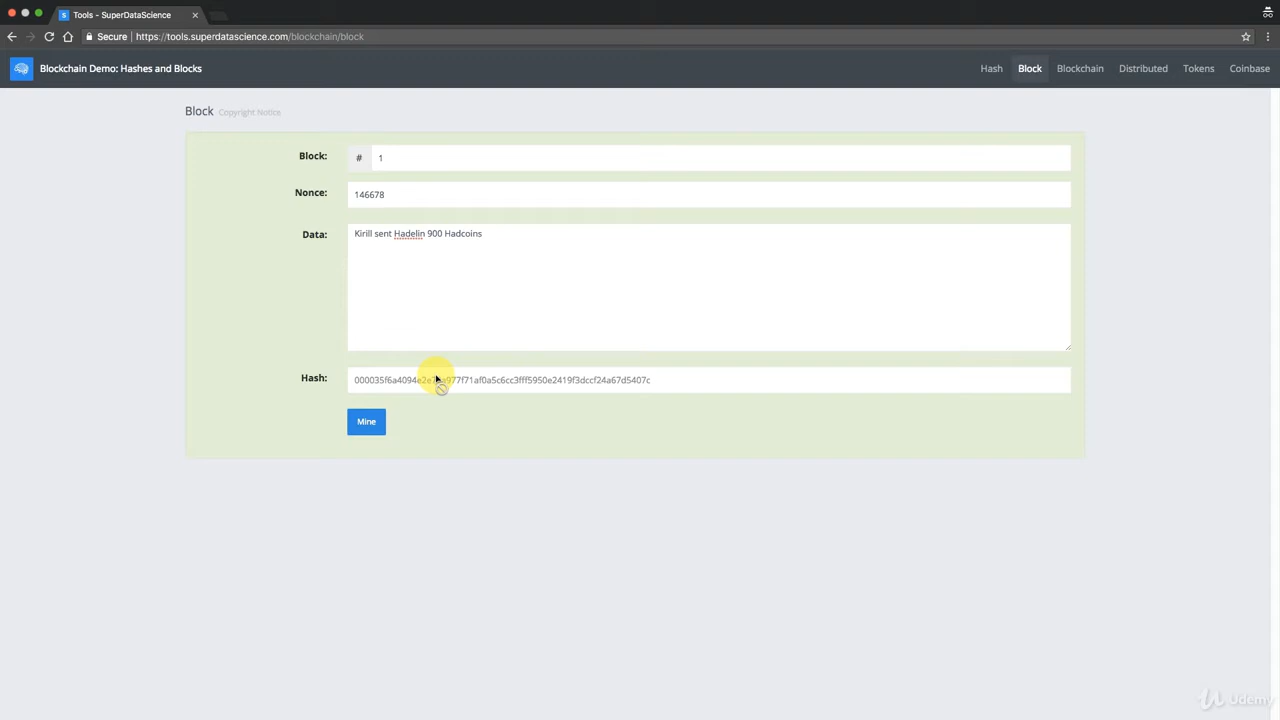 Tools - SuperDataScience
Secure https://tools.superdatascience.com/blockchain/block
Blockchain Demo: Hashes and Blocks Hash Block Blockchain Distributed Tokens Coinbase
Block Copyright Notice
Block: # 1
Nonce: 146678
Data: Kirill sent Hadelin 900 Hadcoins
Hash:
Mine
Udemy